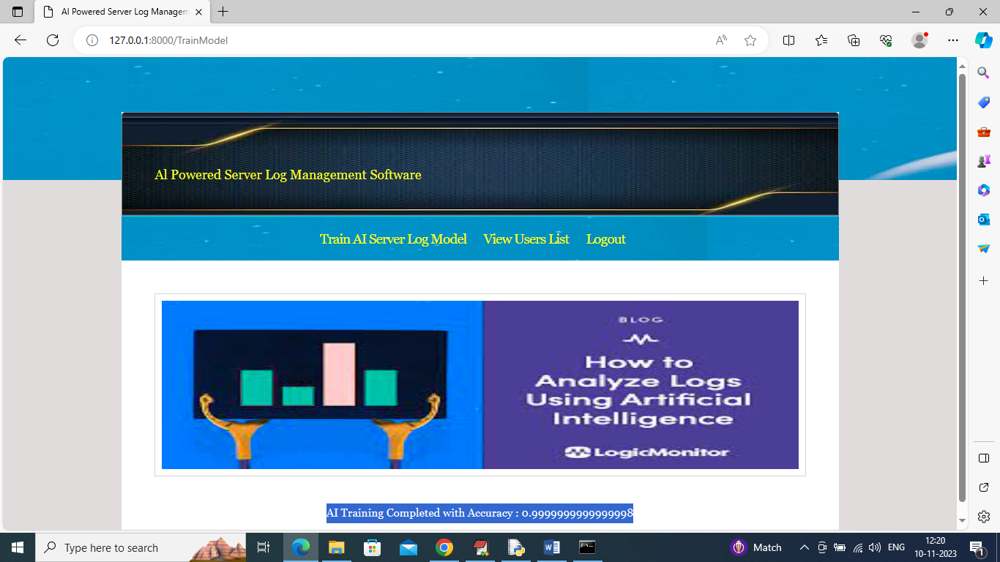 AI Powered Server Log Managem
127.0.0.1:8000/TrainModel
AI Powered Server Log Management Software
Train AI Server Log Model View Users List Logout
BLOG
How to
Analyze Logs
Using Artificial
Intelligence
LogicMonitor
AI Training Completed with Accuracy : 0.9999999999999998
Type here to search
Match
ENG
12:20
10-11-2023
1